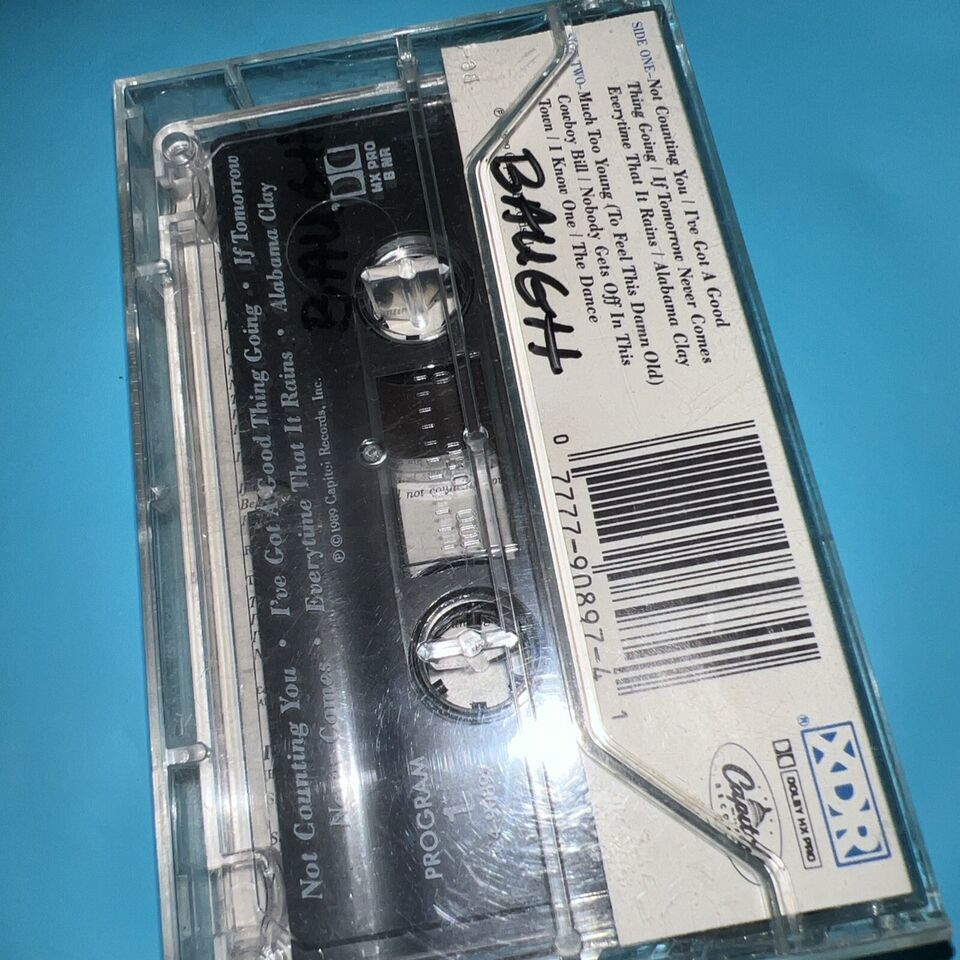 SIDE ONE–Not Counting You / I've Got A Good
Thing Going / If Tomorrow Never Comes
Everytime That It Rains / Alabama Clay
TWO–Much Too Young (To Feel This Damn Old)
Cowboy Bill / Nobody Gets Off In This
Town / I Know One / The Dance
BAUGH
0 7777-90897-4 1
XDR
®
DOLBY HX PRO
Capitol
RECORDS
HX PRO
B NR
BAUGH
Not Counting You • I've Got A Good Thing Going • If Tomorrow
Comes • Everytime That It Rains • Alabama Clay
℗ © 1989 Capitol Records, Inc.
PROGRAM
1
100